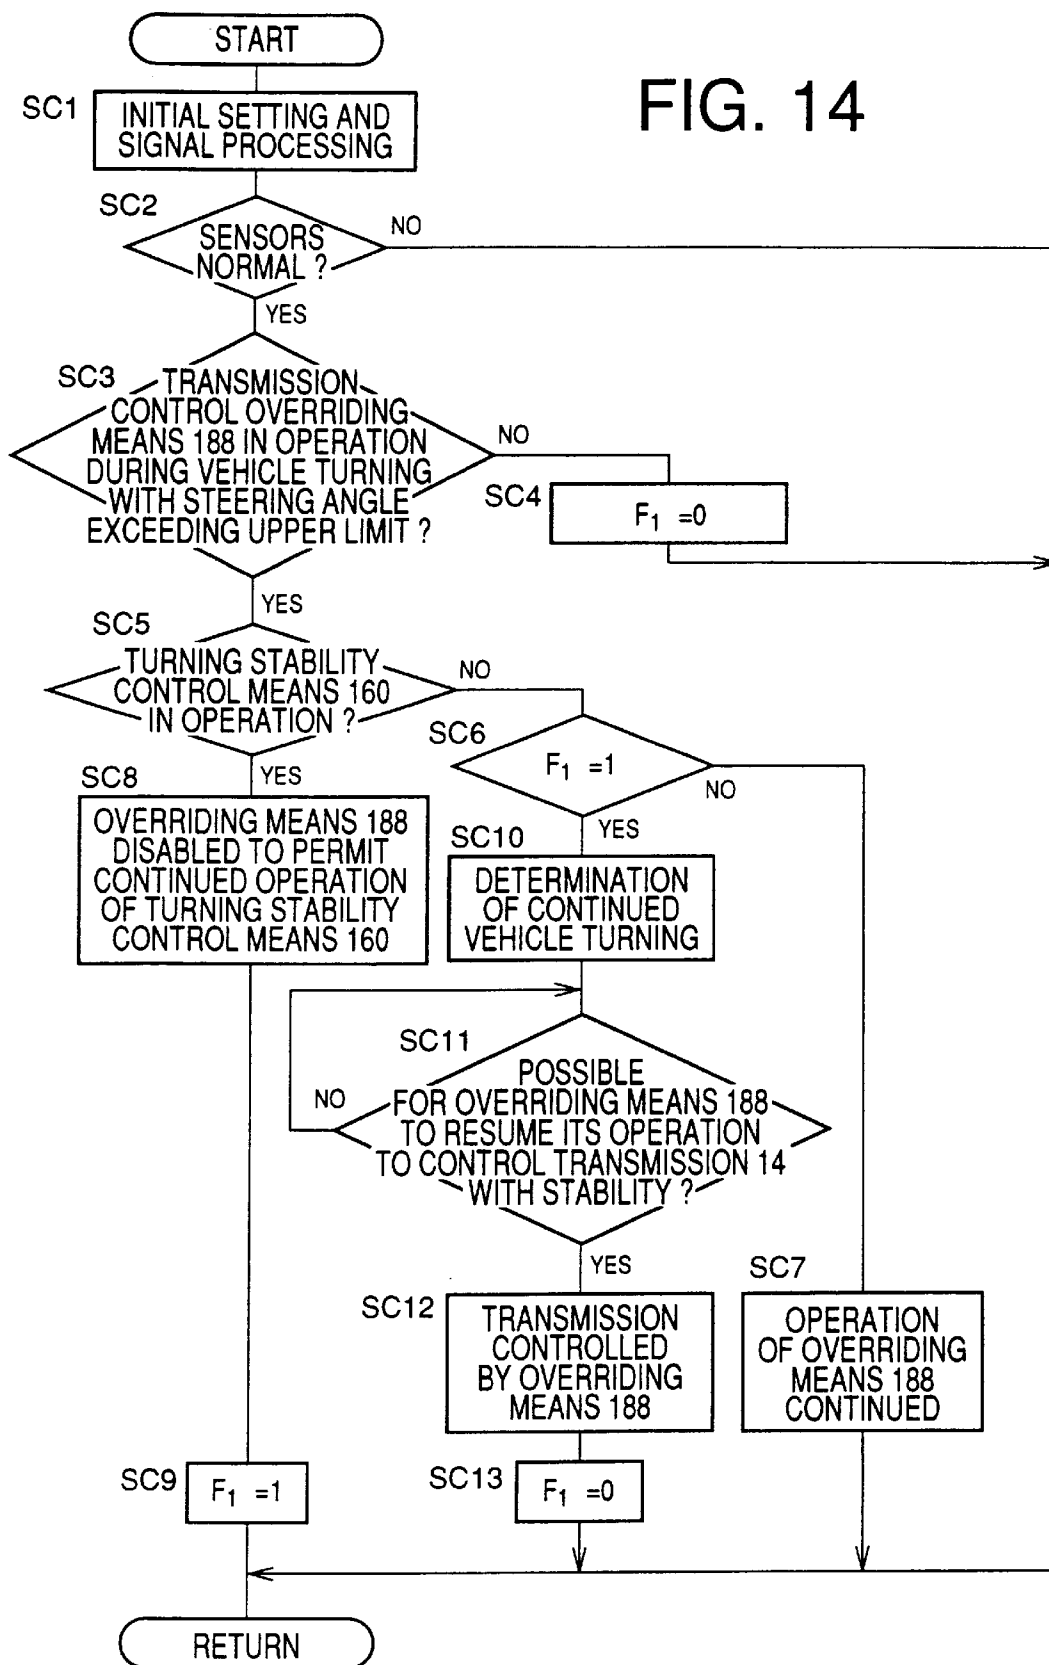 START
FIG. 14
SC1
INITIAL SETTING AND
SIGNAL PROCESSING
SC2
SENSORS
NORMAL ?
NO
YES
SC3
TRANSMISSION
CONTROL OVERRIDING
MEANS 188 IN OPERATION
DURING VEHICLE TURNING
WITH STEERING ANGLE
EXCEEDING UPPER LIMIT ?
NO
SC4
F₁ =0
YES
SC5
TURNING STABILITY
CONTROL MEANS 160
IN OPERATION ?
NO
SC6
F₁ =1
NO
YES
YES
SC8
OVERRIDING MEANS 188
DISABLED TO PERMIT
CONTINUED OPERATION
OF TURNING STABILITY
CONTROL MEANS 160
SC10
DETERMINATION
OF CONTINUED
VEHICLE TURNING
SC11
POSSIBLE
FOR OVERRIDING MEANS 188
TO RESUME ITS OPERATION
TO CONTROL TRANSMISSION 14
WITH STABILITY ?
NO
YES
SC12
TRANSMISSION
CONTROLLED
BY OVERRIDING
MEANS 188
SC7
OPERATION
OF OVERRIDING
MEANS 188
CONTINUED
SC9
F₁ =1
SC13
F₁ =0
RETURN